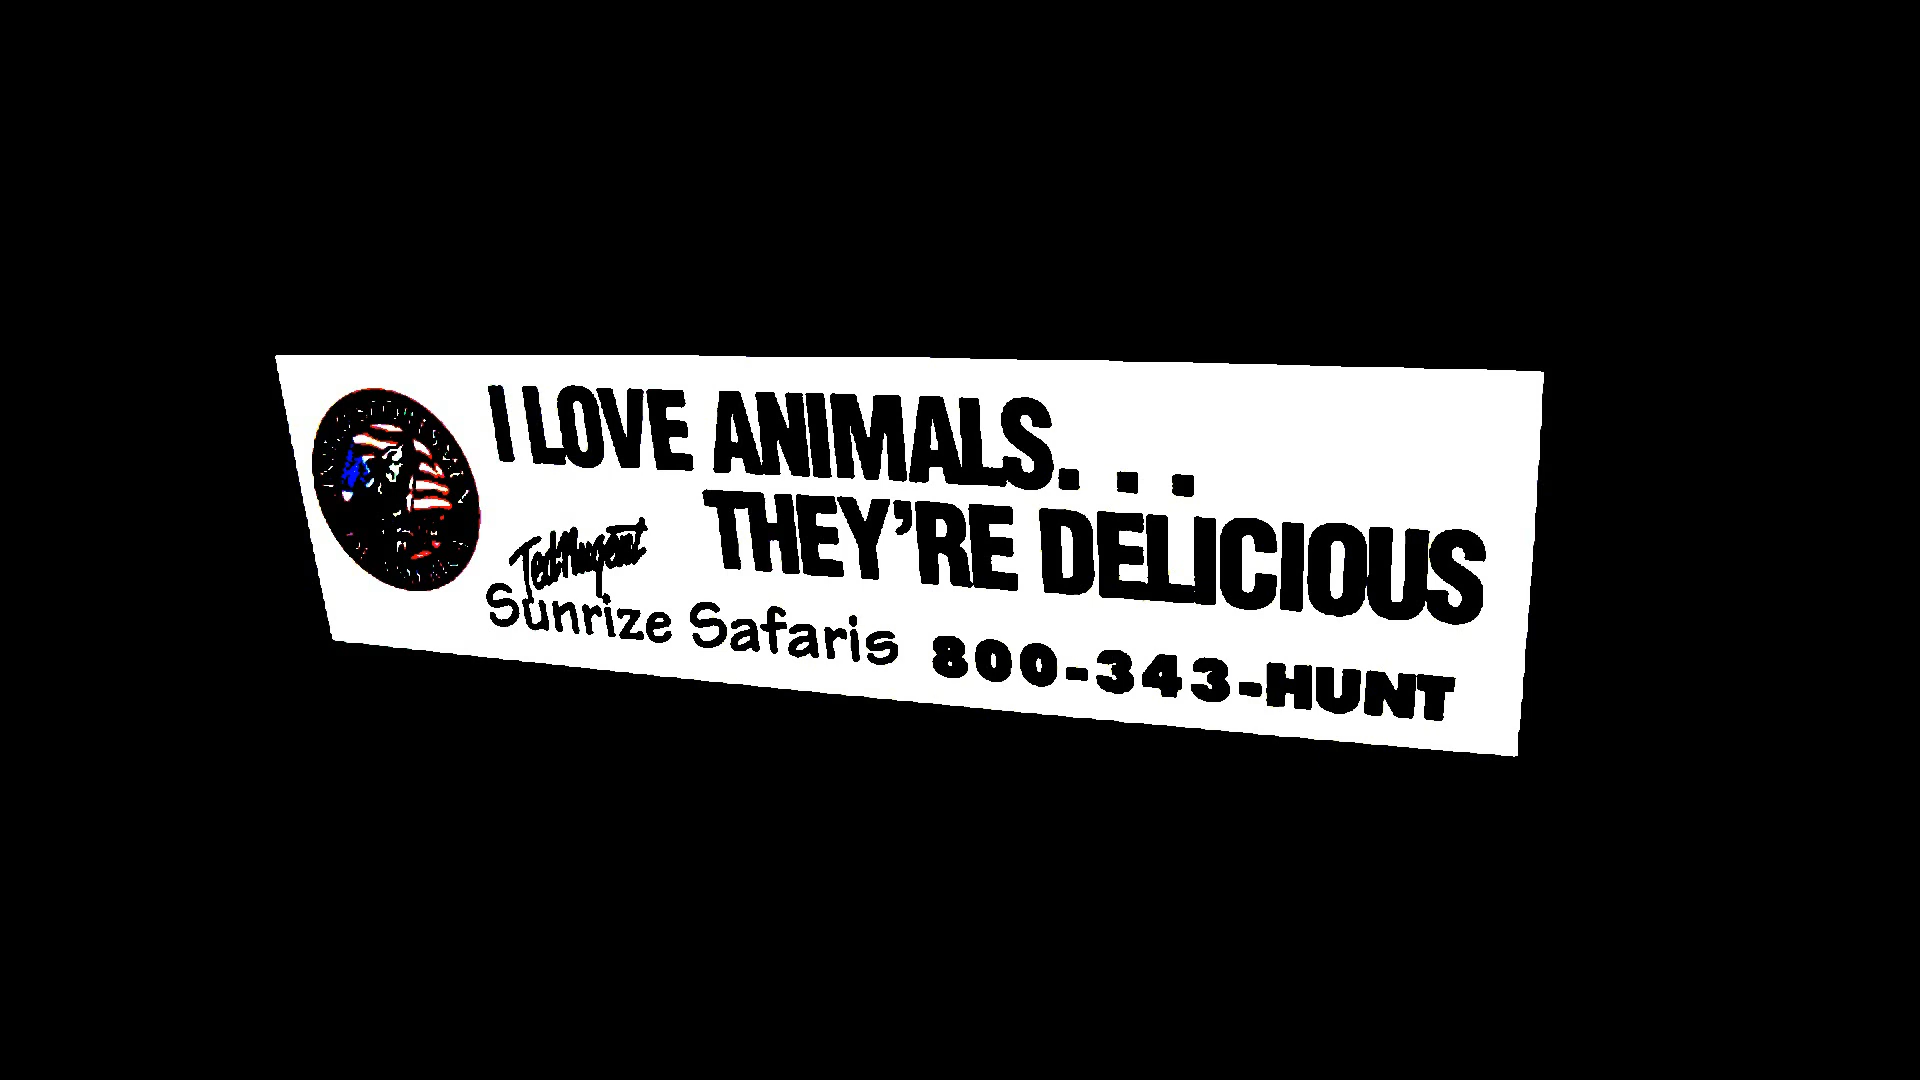 I LOVE ANIMALS. . .
THEY'RE DELICIOUS
Ted Nugent
Sunrize Safaris 800-343-HUNT